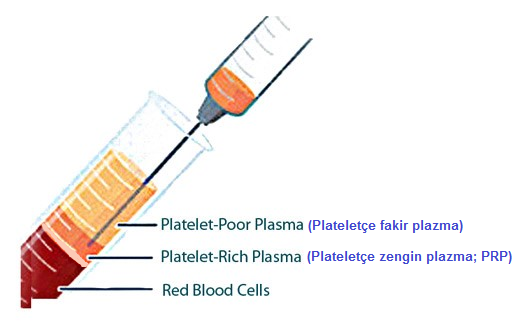 Platelet-Poor Plasma (Plateletçe fakir plazma)
Platelet-Rich Plasma (Plateletçe zengin plazma; PRP)
Red Blood Cells